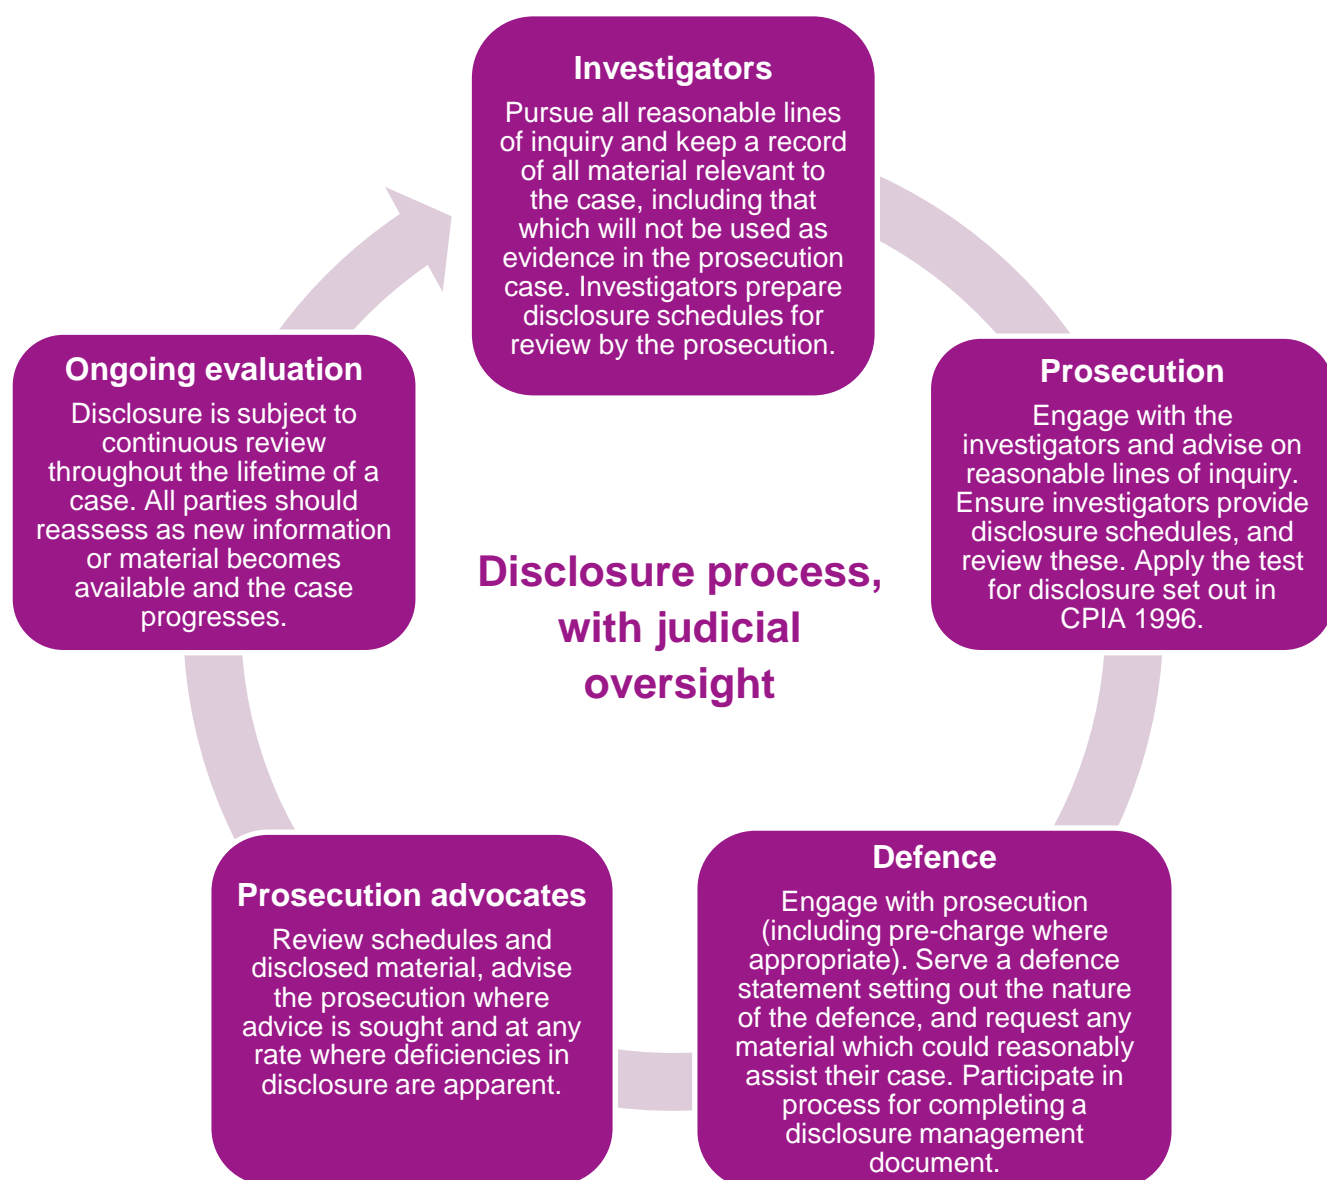 Investigators
Pursue all reasonable lines
of inquiry and keep a record
of all material relevant to
the case, including that
which will not be used as
evidence in the prosecution
case. Investigators prepare
disclosure schedules for
review by the prosecution.
Prosecution
Engage with the
investigators and advise on
reasonable lines of inquiry.
Ensure investigators provide
disclosure schedules, and
review these. Apply the test
for disclosure set out in
CPIA 1996.
Defence
Engage with prosecution
(including pre-charge where
appropriate). Serve a defence
statement setting out the nature
of the defence, and request any
material which could reasonably
assist their case. Participate in
process for completing a
disclosure management
document.
Prosecution advocates
Review schedules and
disclosed material, advise
the prosecution where
advice is sought and at any
rate where deficiencies in
disclosure are apparent.
Ongoing evaluation
Disclosure is subject to
continuous review
throughout the lifetime of a
case. All parties should
reassess as new information
or material becomes
available and the case
progresses.
Disclosure process,
with judicial
oversight